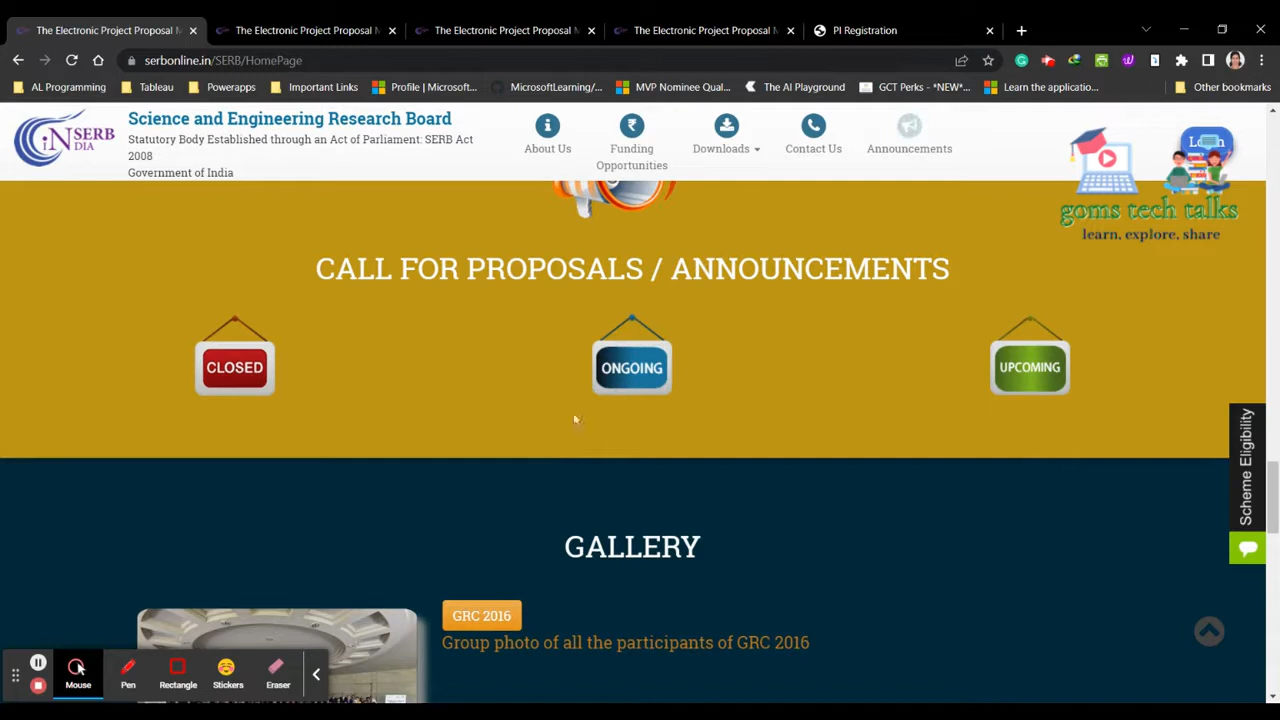 The Electronic Project Proposal M
The Electronic Project Proposal M
The Electronic Project Proposal M
The Electronic Project Proposal M
PI Registration
serbonline.in/SERB/HomePage
AL Programming
Tableau
Powerapps
Important Links
Profile | Microsoft...
MicrosoftLearning/...
MVP Nominee Qual...
The AI Playground
GCT Perks - *NEW*...
Learn the applicatio...
Other bookmarks
SERB
INDIA
Science and Engineering Research Board
Statutory Body Established through an Act of Parliament: SERB Act
2008
Government of India
About Us
Funding
Opportunities
Downloads
Contact Us
Announcements
goms tech talks
learn, explore, share
CALL FOR PROPOSALS / ANNOUNCEMENTS
CLOSED
ONGOING
UPCOMING
Scheme Eligibility
GALLERY
GRC 2016
Group photo of all the participants of GRC 2016
Mouse
Pen
Rectangle
Stickers
Eraser